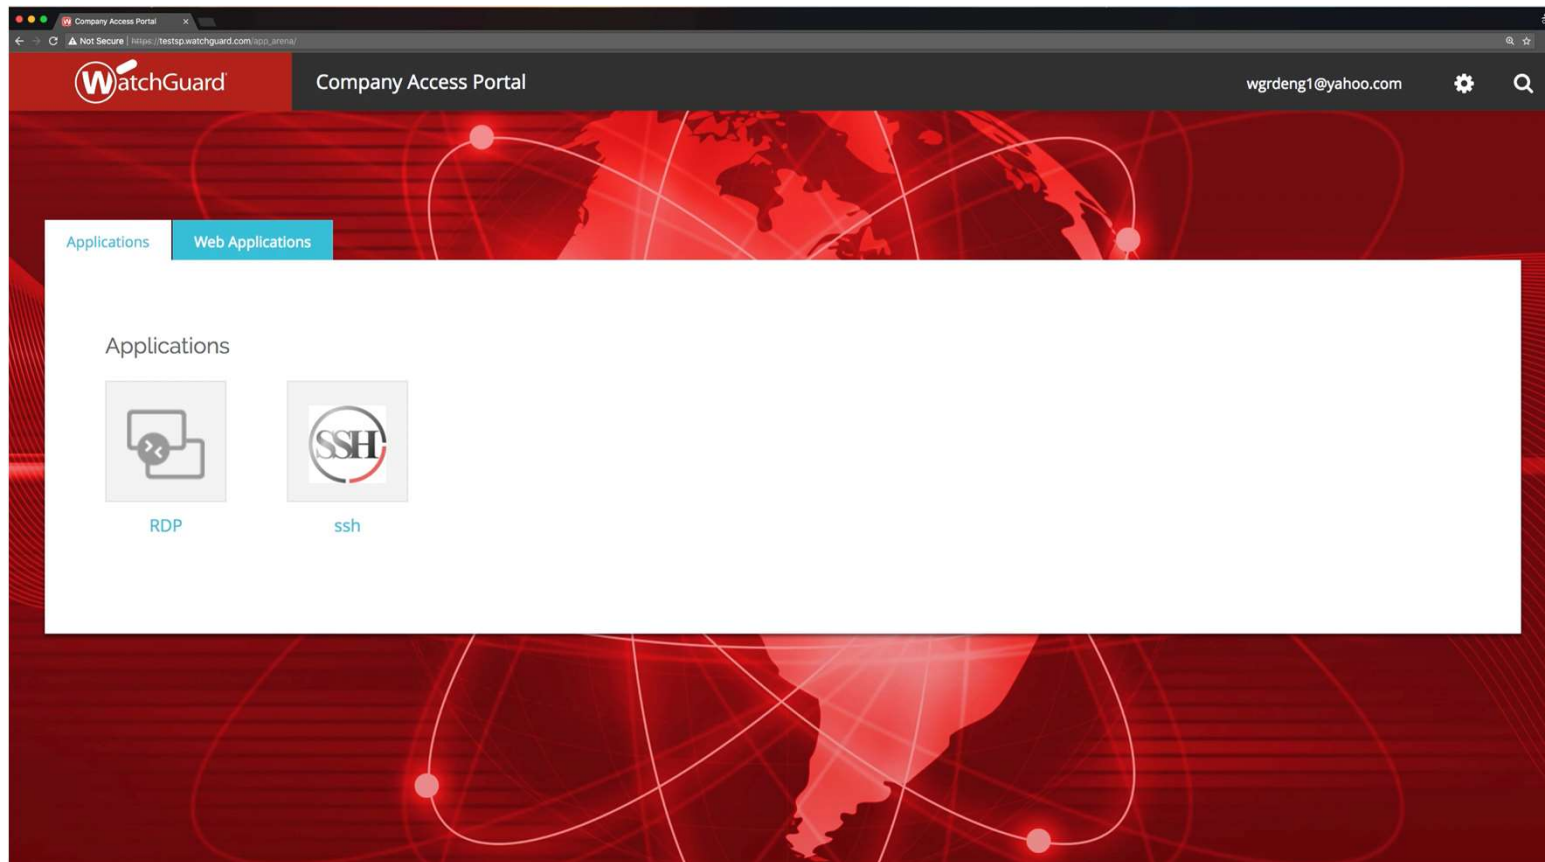 Company Access Portal
Not Secure | https://testsp.watchguard.com/app_arena/
WatchGuard
Company Access Portal
wgrdeng1@yahoo.com
Applications
Web Applications
Applications
SSH
RDP
ssh